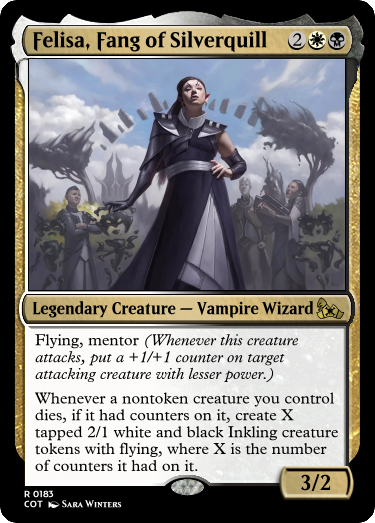 Felisa, Fang of Silverquill 2
Legendary Creature — Vampire Wizard
Flying, mentor (Whenever this creature
attacks, put a +1/+1 counter on target
attacking creature with lesser power.)
Whenever a nontoken creature you control
dies, if it had counters on it, create X
tapped 2/1 white and black Inkling creature
tokens with flying, where X is the number
of counters it had on it.
3/2
R 0183
COT Sara Winters